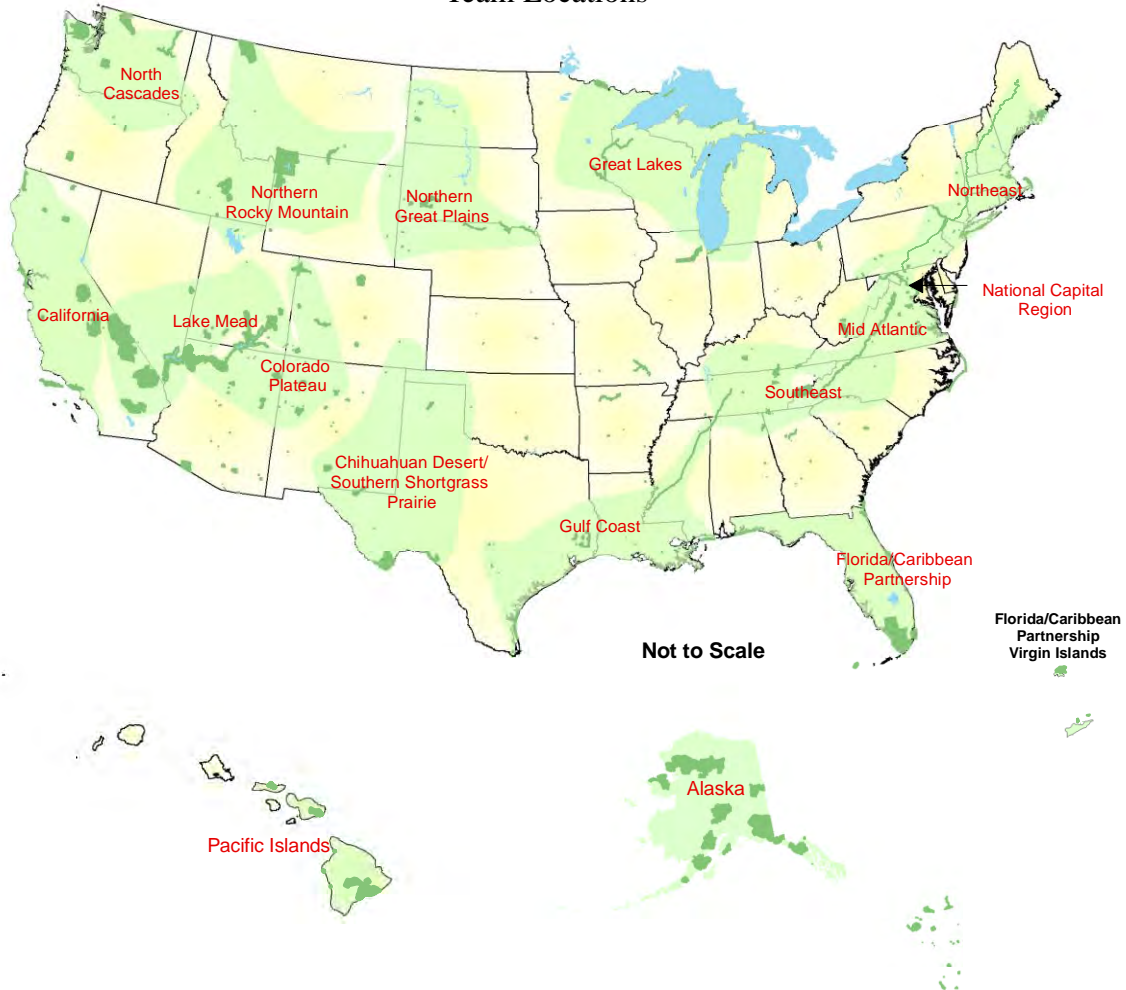 Team Locations
North
Cascades
Northern
Rocky Mountain
Northern
Great Plains
Great Lakes
Northeast
National Capital
Region
California
Lake Mead
Colorado
Plateau
Mid Atlantic
Southeast
Chihuahuan Desert/
Southern Shortgrass
Prairie
Gulf Coast
Florida/Caribbean
Partnership
Not to Scale
Florida/Caribbean
Partnership
Virgin Islands
Pacific Islands
Alaska